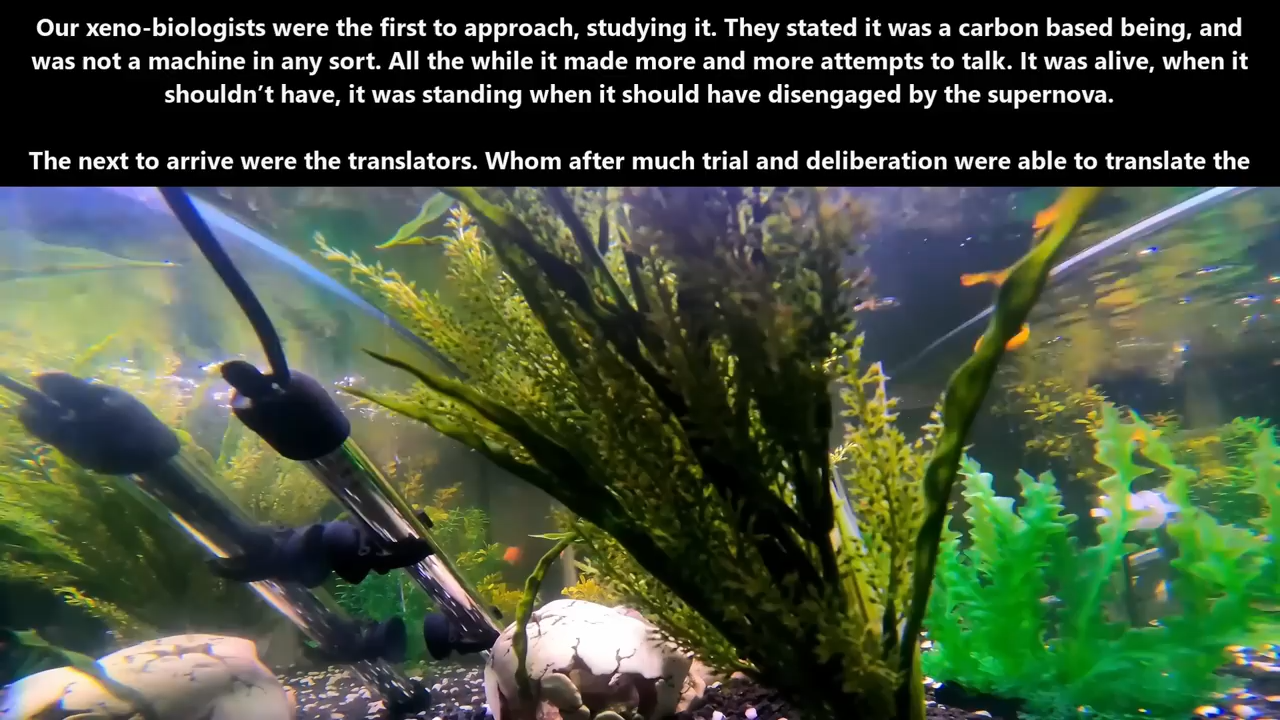 Our xeno-biologists were the first to approach, studying it. They stated it was a carbon based being, and
was not a machine in any sort. All the while it made more and more attempts to talk. It was alive, when it
shouldn’t have, it was standing when it should have disengaged by the supernova.
The next to arrive were the translators. Whom after much trial and deliberation were able to translate the